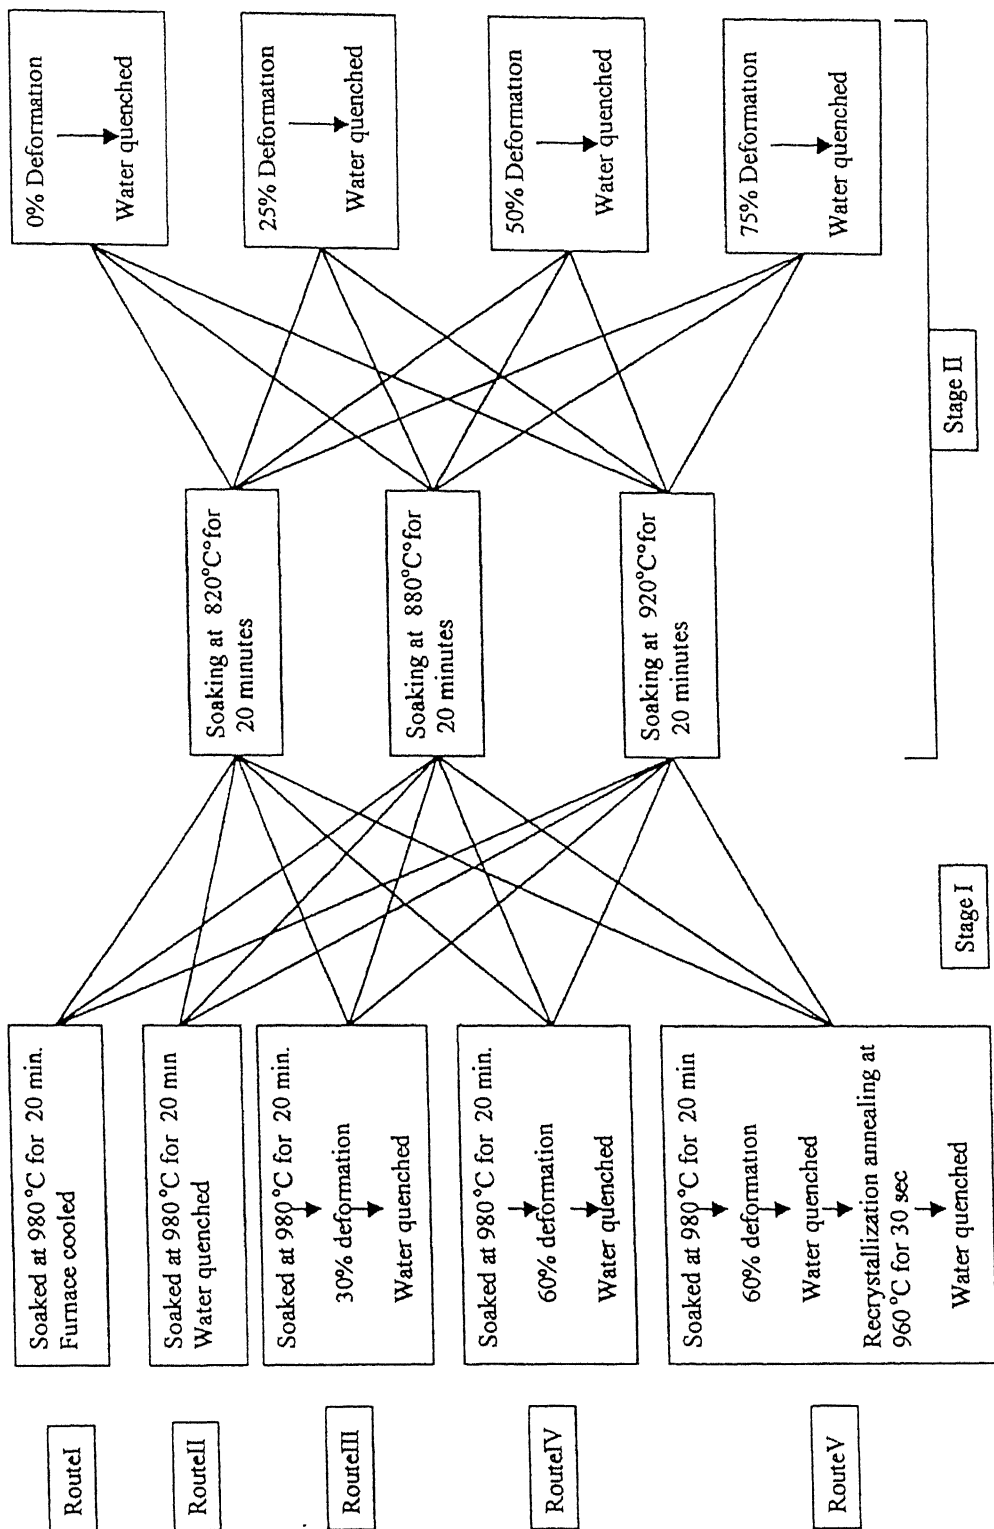 RouteI
Soaked at 980°C for 20 min.
Furnace cooled
RouteII
Soaked at 980°C for 20 min
Water quenched
RouteIII
Soaked at 980°C for 20 min.
30% deformation
Water quenched
RouteIV
Soaked at 980°C for 20 min.
60% deformation
Water quenched
RouteV
Soaked at 980°C for 20 min
60% deformation
Water quenched
Recrystallization annealing at
960°C for 30 sec
Water quenched
Stage I
Soaking at 820°C°for
20 minutes
Soaking at 880°C°for
20 minutes
Soaking at 920°C°for
20 minutes
0% Deformation
Water quenched
25% Deformation
Water quenched
50% Deformation
Water quenched
75% Deformation
Water quenched
Stage II